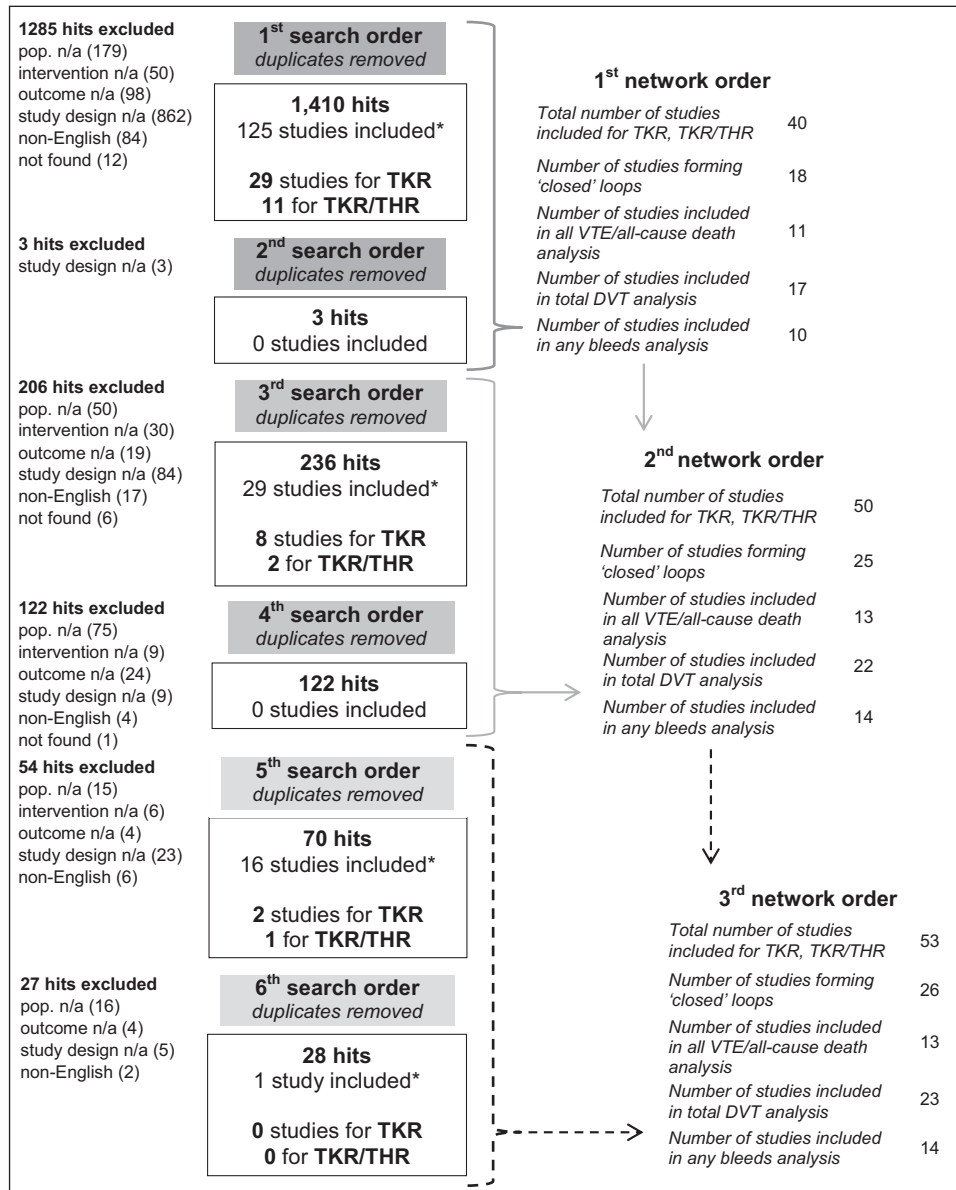 1285 hits excluded
pop. n/a (179)
intervention n/a (50)
outcome n/a (98)
study design n/a (862)
non-English (84)
not found (12)
1st search order
duplicates removed
1,410 hits
125 studies included*
29 studies for TKR
11 for TKR/THR
3 hits excluded
study design n/a (3)
2nd search order
duplicates removed
3 hits
0 studies included
1st network order
Total number of studies
included for TKR, TKR/THR
40
Number of studies forming
'closed' loops
18
Number of studies included
in all VTE/all-cause death
analysis
11
Number of studies included
in total DVT analysis
17
Number of studies included
in any bleeds analysis
10
206 hits excluded
pop. n/a (50)
intervention n/a (30)
outcome n/a (19)
study design n/a (84)
non-English (17)
not found (6)
3rd search order
duplicates removed
236 hits
29 studies included*
8 studies for TKR
2 for TKR/THR
122 hits excluded
pop. n/a (75)
intervention n/a (9)
outcome n/a (24)
study design n/a (9)
non-English (4)
not found (1)
4th search order
duplicates removed
122 hits
0 studies included
2nd network order
Total number of studies
included for TKR, TKR/THR
50
Number of studies forming
'closed' loops
25
Number of studies included
in all VTE/all-cause death
analysis
13
Number of studies included
in total DVT analysis
22
Number of studies included
in any bleeds analysis
14
54 hits excluded
pop. n/a (15)
intervention n/a (6)
outcome n/a (4)
study design n/a (23)
non-English (6)
5th search order
duplicates removed
70 hits
16 studies included*
2 studies for TKR
1 for TKR/THR
27 hits excluded
pop. n/a (16)
outcome n/a (4)
study design n/a (5)
non-English (2)
6th search order
duplicates removed
28 hits
1 study included*
0 studies for TKR
0 for TKR/THR
3rd network order
Total number of studies
included for TKR, TKR/THR
53
Number of studies forming
'closed' loops
26
Number of studies included
in all VTE/all-cause death
analysis
13
Number of studies included
in total DVT analysis
23
Number of studies included
in any bleeds analysis
14